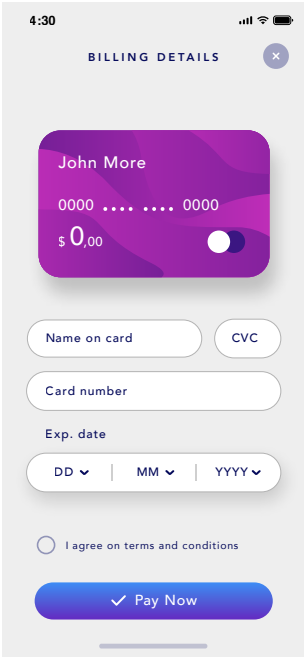 4:30
BILLING DETAILS
John More
0000 •••• •••• 0000
$ 0,00
Name on card
CVC
Card number
Exp. date
DD MM YYYY
I agree on terms and conditions
Pay Now